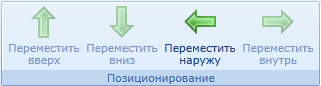 Переместить Переместить Переместить Переместить
вверх вниз наружу внутрь
Позиционирование